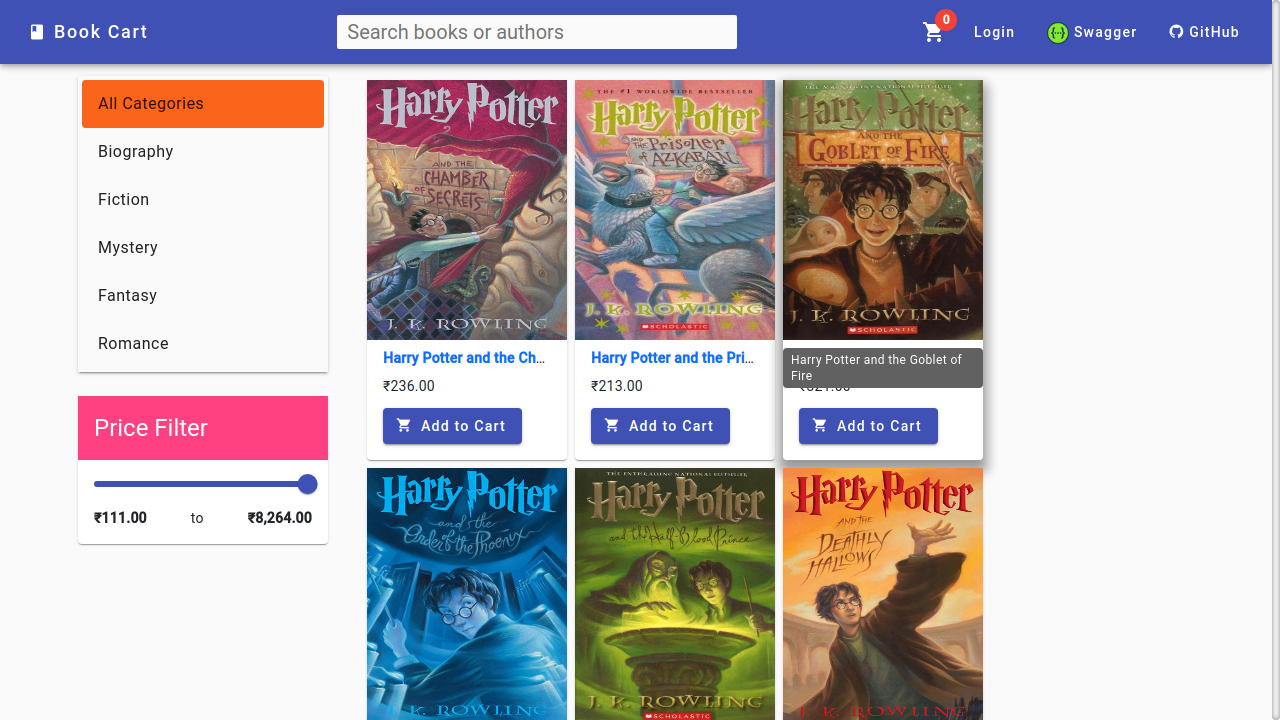 Book Cart
Search books or authors
0
Login
Swagger
GitHub
All Categories
Biography
Fiction
Mystery
Fantasy
Romance
Price Filter
₹111.00 to ₹8,264.00
Harry Potter
AND THE
CHAMBER
OF
SECRETS
J. K. ROWLING
Harry Potter and the Ch...
₹236.00
Add to Cart
THE #1 WORLDWIDE BESTSELLER
Harry Potter
AND THE Prisoner
of AZKABAN
J. K. ROWLING
SCHOLASTIC
Harry Potter and the Pri...
₹213.00
Add to Cart
Harry Potter
AND THE
GOBLET OF FIRE
J. K. ROWLING
SCHOLASTIC
Harry Potter and the Goblet of
Fire
Add to Cart
Harry Potter
and the
Order of the Phoenix
J. K. ROWLING
Harry Potter
and the Half-Blood Prince
J. K. ROWLING
SCHOLASTIC
Harry Potter
AND THE
DEATHLY
HALLOWS
J. K. ROWLING